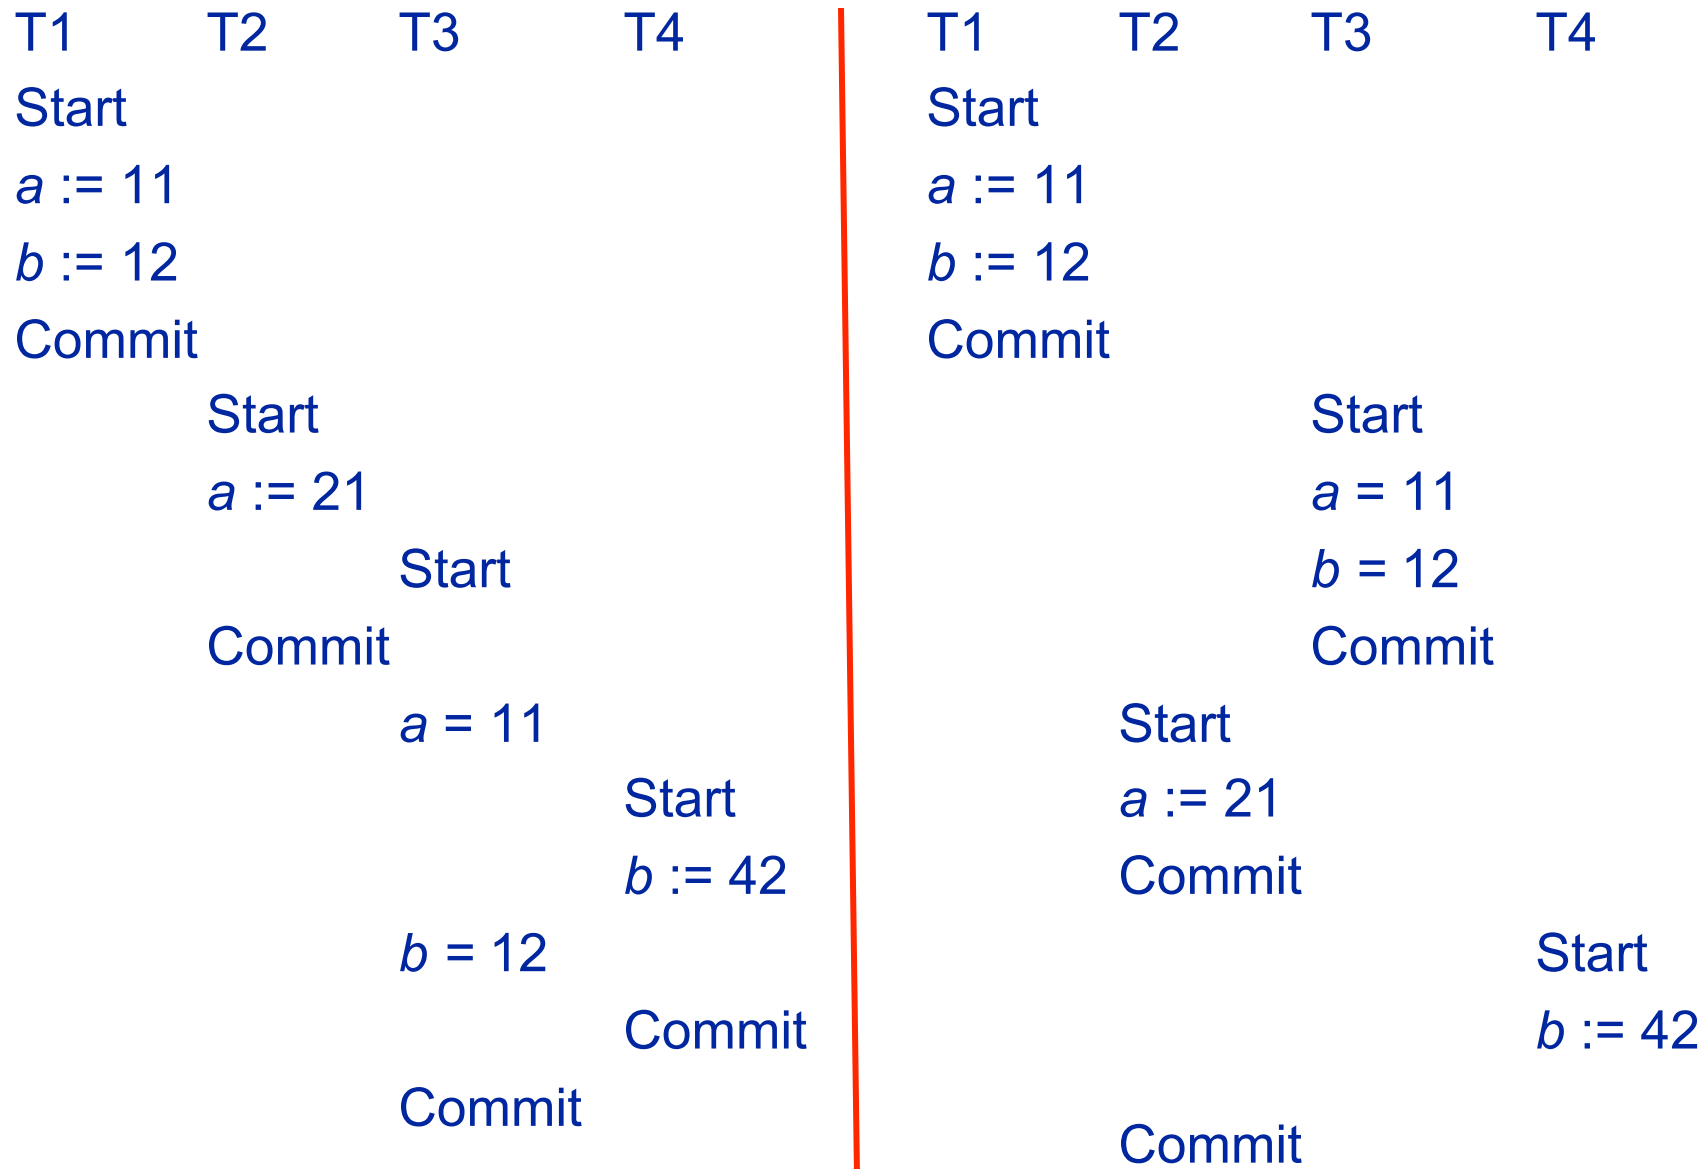 T1 T2 T3 T4
Start
a := 11
b := 12
Commit
Start
a := 21
Start
Commit
a = 11
Start
b := 42
b = 12
Commit
Commit
T1 T2 T3 T4
Start
a := 11
b := 12
Commit
Start
a = 11
b = 12
Commit
Start
a := 21
Commit
Start
b := 42
Commit